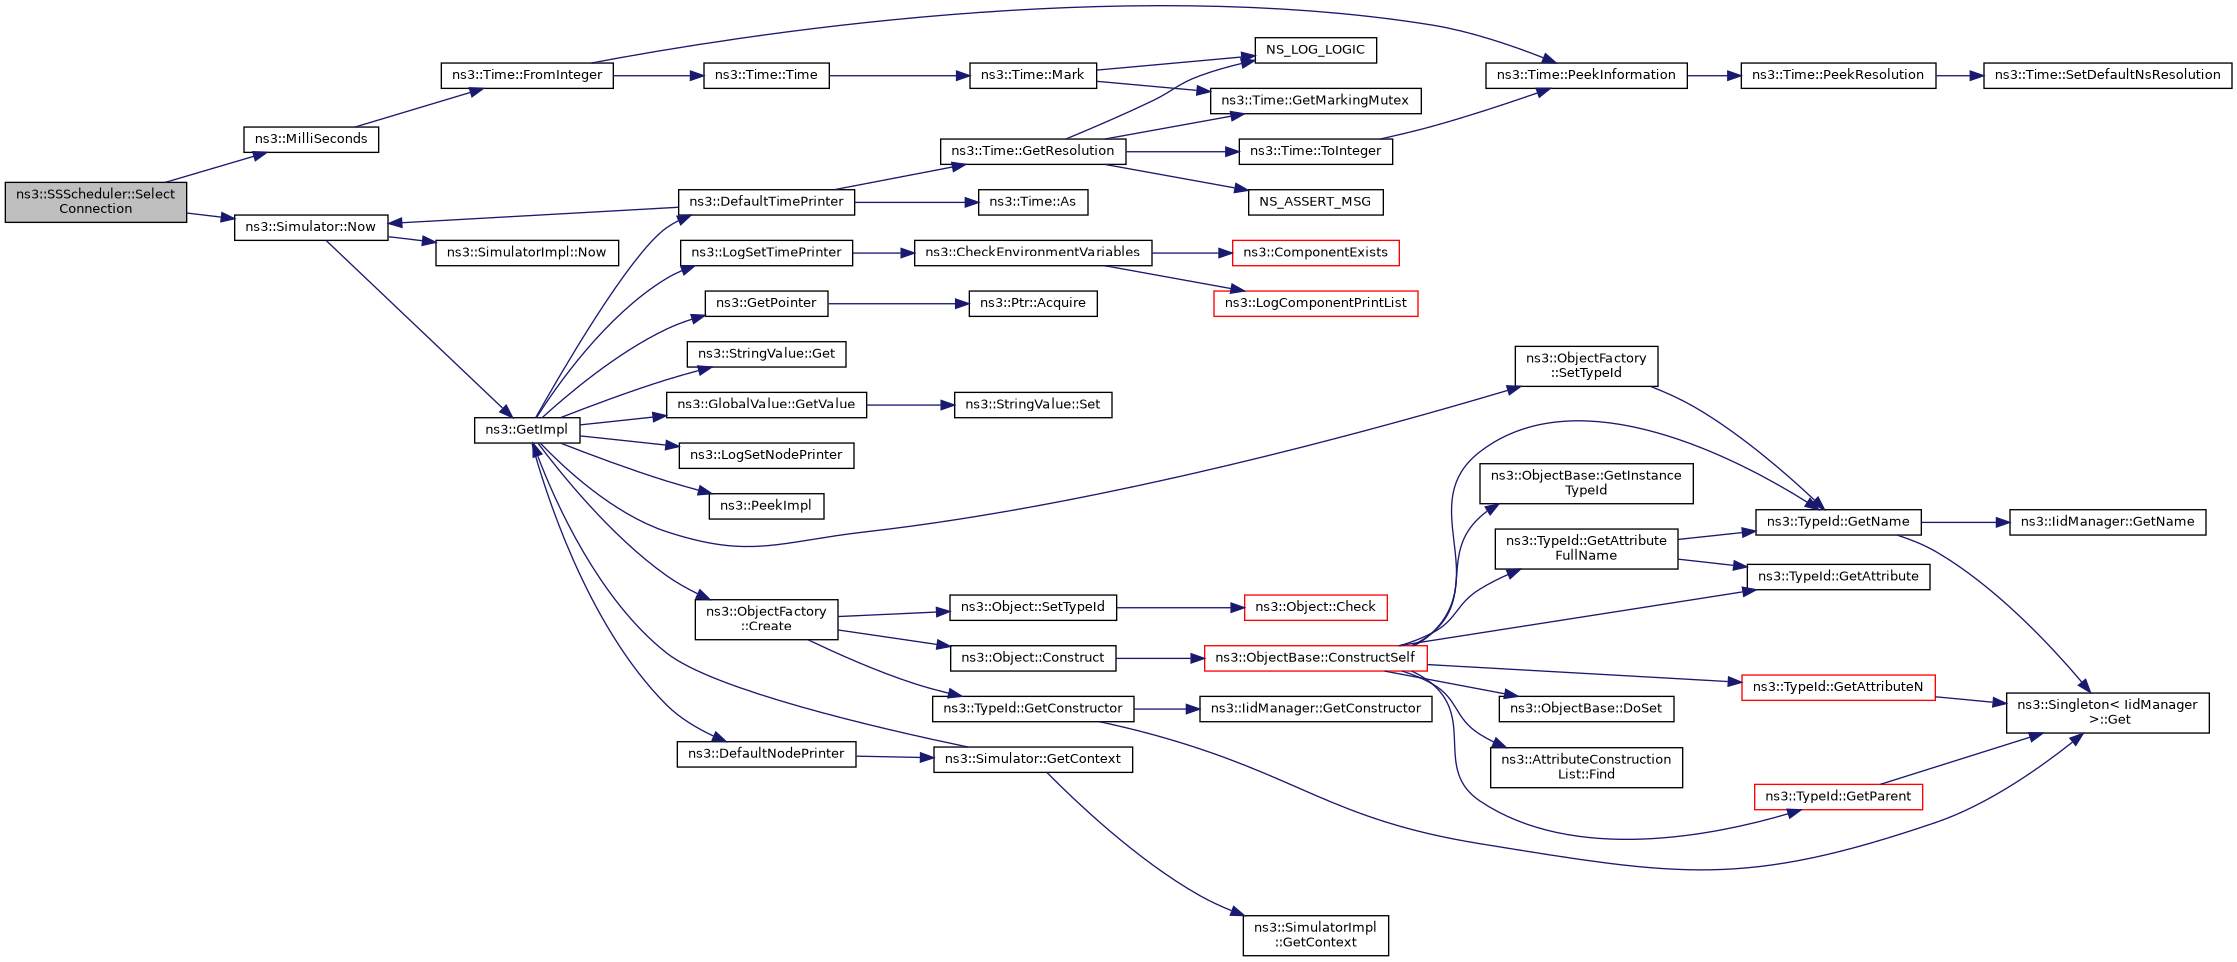 NS_LOG_LOGIC
ns3::Time::FromInteger
ns3::Time::Time
ns3::Time::Mark
ns3::Time::PeekInformation
ns3::Time::PeekResolution
ns3::Time::SetDefaultNsResolution
ns3::Time::GetMarkingMutex
ns3::MilliSeconds
ns3::Time::GetResolution
ns3::Time::ToInteger
ns3::SSScheduler::Select
Connection
ns3::DefaultTimePrinter
ns3::Time::As
NS_ASSERT_MSG
ns3::Simulator::Now
ns3::SimulatorImpl::Now
ns3::LogSetTimePrinter
ns3::CheckEnvironmentVariables
ns3::ComponentExists
ns3::GetPointer
ns3::Ptr::Acquire
ns3::LogComponentPrintList
ns3::StringValue::Get
ns3::ObjectFactory
::SetTypeId
ns3::GlobalValue::GetValue
ns3::StringValue::Set
ns3::GetImpl
ns3::LogSetNodePrinter
ns3::ObjectBase::GetInstance
TypeId
ns3::PeekImpl
ns3::TypeId::GetName
ns3::IidManager::GetName
ns3::TypeId::GetAttribute
FullName
ns3::TypeId::GetAttribute
ns3::ObjectFactory
::Create
ns3::Object::SetTypeId
ns3::Object::Check
ns3::Object::Construct
ns3::ObjectBase::ConstructSelf
ns3::TypeId::GetAttributeN
ns3::TypeId::GetConstructor
ns3::IidManager::GetConstructor
ns3::ObjectBase::DoSet
ns3::Singleton< IidManager
>::Get
ns3::DefaultNodePrinter
ns3::Simulator::GetContext
ns3::AttributeConstruction
List::Find
ns3::TypeId::GetParent
ns3::SimulatorImpl
::GetContext